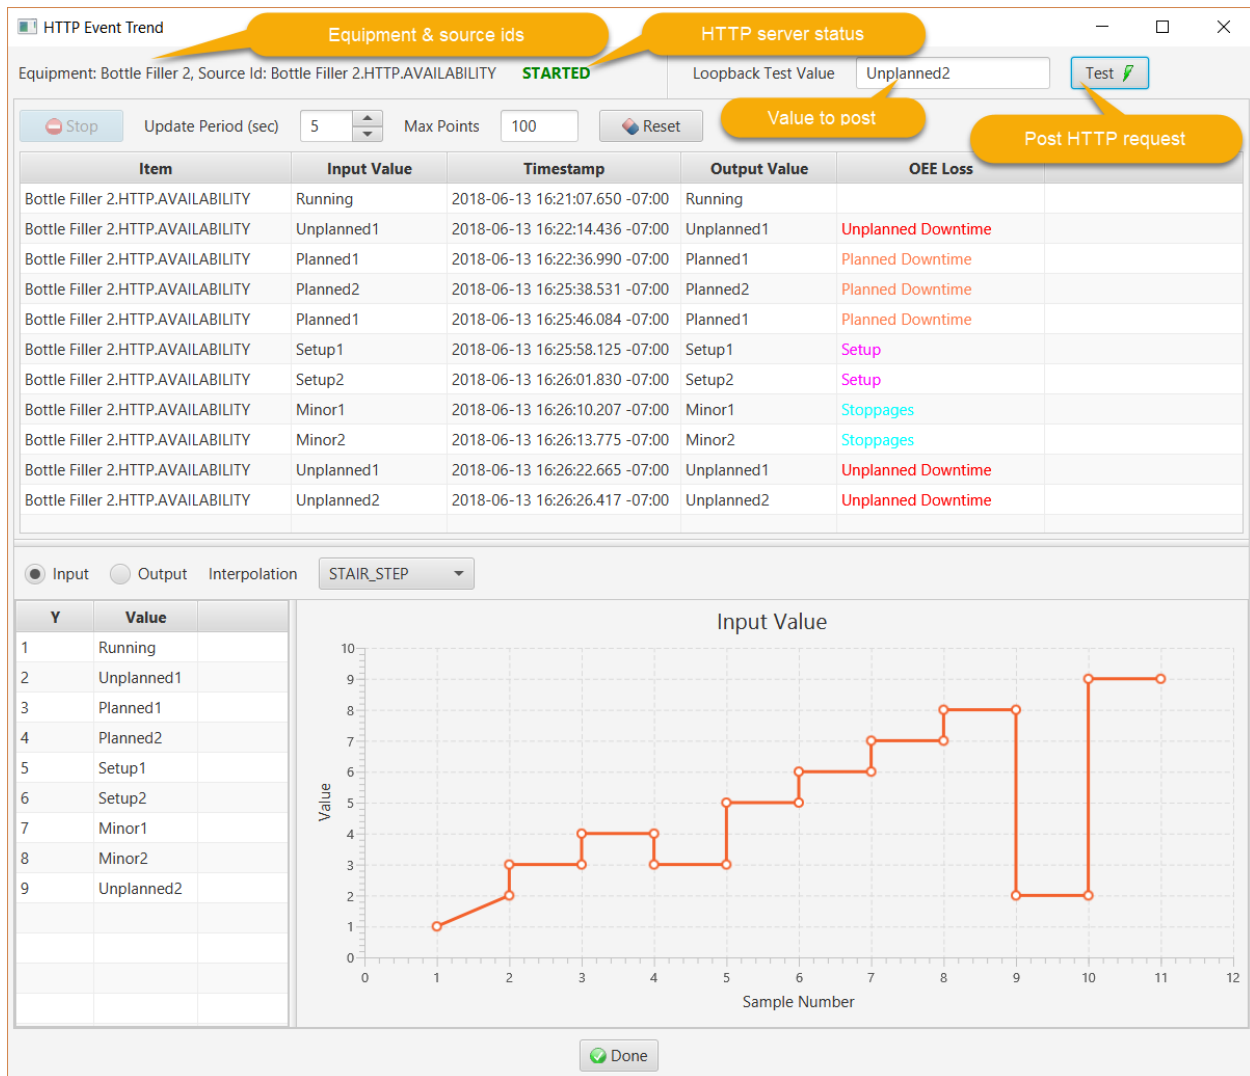 HTTP Event Trend
Equipment & source ids
HTTP server status
Equipment: Bottle Filler 2, Source Id: Bottle Filler 2.HTTP.AVAILABILITY STARTED Loopback Test Value Unplanned2 Test
Stop Update Period (sec) 5 Max Points 100 Reset
Value to post
Post HTTP request
Item Input Value Timestamp Output Value OEE Loss
Bottle Filler 2.HTTP.AVAILABILITY Running 2018-06-13 16:21:07.650 -07:00 Running
Bottle Filler 2.HTTP.AVAILABILITY Unplanned1 2018-06-13 16:22:14.436 -07:00 Unplanned1 Unplanned Downtime
Bottle Filler 2.HTTP.AVAILABILITY Planned1 2018-06-13 16:22:36.990 -07:00 Planned1 Planned Downtime
Bottle Filler 2.HTTP.AVAILABILITY Planned2 2018-06-13 16:25:38.531 -07:00 Planned2 Planned Downtime
Bottle Filler 2.HTTP.AVAILABILITY Planned1 2018-06-13 16:25:46.084 -07:00 Planned1 Planned Downtime
Bottle Filler 2.HTTP.AVAILABILITY Setup1 2018-06-13 16:25:58.125 -07:00 Setup1 Setup
Bottle Filler 2.HTTP.AVAILABILITY Setup2 2018-06-13 16:26:01.830 -07:00 Setup2 Setup
Bottle Filler 2.HTTP.AVAILABILITY Minor1 2018-06-13 16:26:10.207 -07:00 Minor1 Stoppages
Bottle Filler 2.HTTP.AVAILABILITY Minor2 2018-06-13 16:26:13.775 -07:00 Minor2 Stoppages
Bottle Filler 2.HTTP.AVAILABILITY Unplanned1 2018-06-13 16:26:22.665 -07:00 Unplanned1 Unplanned Downtime
Bottle Filler 2.HTTP.AVAILABILITY Unplanned2 2018-06-13 16:26:26.417 -07:00 Unplanned2 Unplanned Downtime
Input Output Interpolation STAIR_STEP
Y Value
1 Running
2 Unplanned1
3 Planned1
4 Planned2
5 Setup1
6 Setup2
7 Minor1
8 Minor2
9 Unplanned2
Input Value
10
9
8
7
6
5
4
3
2
1
0
Value
0 1 2 3 4 5 6 7 8 9 10 11 12
Sample Number
Done